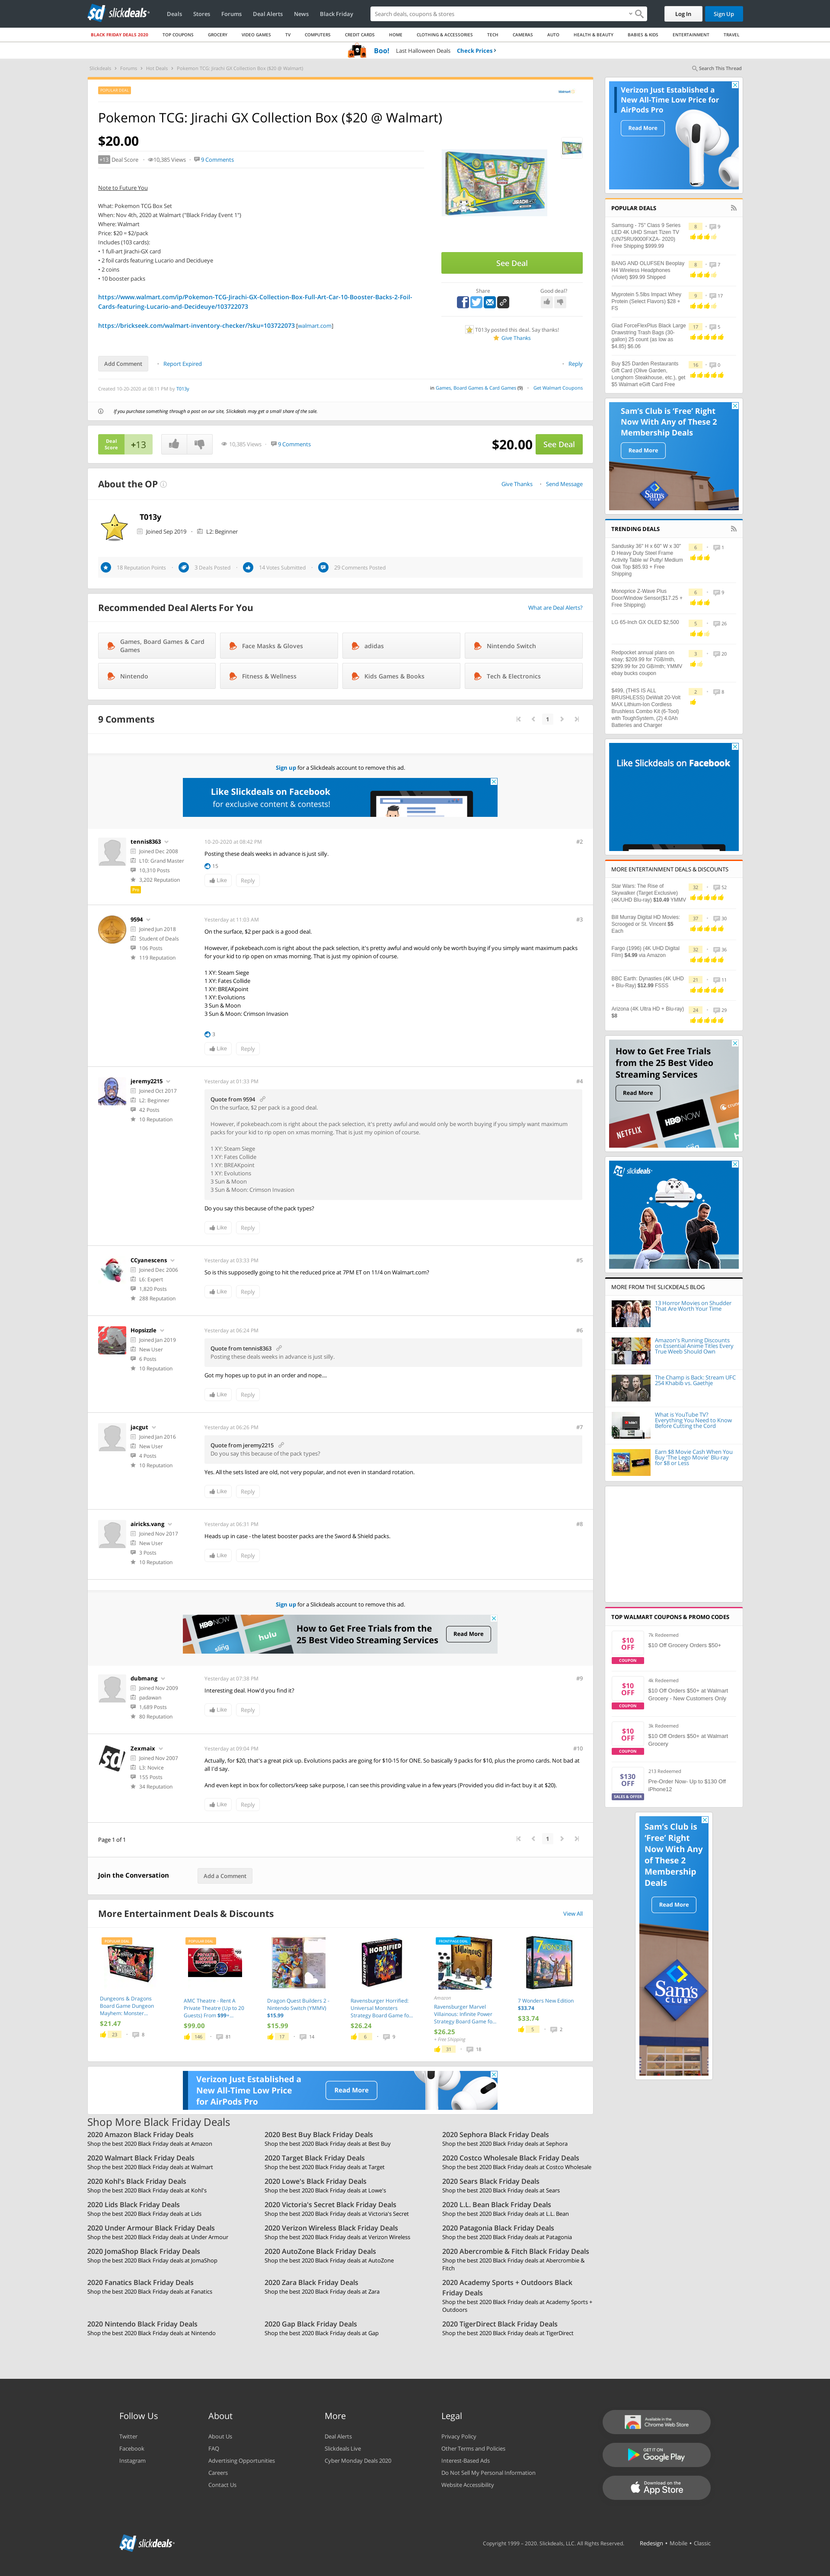 slickdeals
Deals
Stores
Forums
Deal Alerts
News
Black Friday
Search deals, coupons & stores
Log In
Sign Up
BLACK FRIDAY DEALS 2020
TOP COUPONS
GROCERY
VIDEO GAMES
TV
COMPUTERS
CREDIT CARDS
HOME
CLOTHING & ACCESSORIES
TECH
CAMERAS
AUTO
HEALTH & BEAUTY
BABIES & KIDS
ENTERTAINMENT
TRAVEL
Boo! Last Halloween Deals Check Prices
Slickdeals > Forums > Hot Deals > Pokemon TCG: Jirachi Gx Collection Box ($20 @ Walmart)
Search This Thread
POPULAR DEAL
Pokemon TCG: Jirachi GX Collection Box ($20 @ Walmart)
$20.00
+13 Deal Score
10,385 Views
9 Comments
Note to Future You
What: Pokemon TCG Box Set
When: Nov 4th, 2020 at Walmart ("Black Friday Event 1")
Where: Walmart
Price: $20 = $2/pack
Includes (103 cards):
• 1 full-art Jirachi-GX card
• 2 foil cards featuring Lucario and Decidueye
• 2 coins
• 10 booster packs
https://www.walmart.com/ip/Pokemon-TCG-Jirachi-GX-Collection-Box-Full-Art-Car-10-Booster-Backs-2-Foil-
Cards-featuring-Lucario-and-Decideuye/103722073
https://brickseek.com/walmart-inventory-checker/?sku=103722073 [walmart.com]
See Deal
Share
Good deal?
T013y posted this deal. Say thanks!
Give Thanks
Add Comment
Report Expired
Reply
Created 10-20-2020 at 08:11 PM by T013y
in Games, Board Games & Card Games (9)
Get Walmart Coupons
If you purchase something through a post on our site, Slickdeals may get a small share of the sale.
Deal
Score
+13
10,385 Views
9 Comments
$20.00
See Deal
About the OP
Give Thanks
Send Message
T013y
Joined Sep 2019
L2: Beginner
18 Reputation Points
3 Deals Posted
14 Votes Submitted
29 Comments Posted
Recommended Deal Alerts For You
What are Deal Alerts?
Games, Board Games & Card
Games
Face Masks & Gloves
adidas
Nintendo Switch
Nintendo
Fitness & Wellness
Kids Games & Books
Tech & Electronics
9 Comments
1
Sign up for a Slickdeals account to remove this ad.
Like Slickdeals on Facebook
for exclusive content & contests!
tennis8363
Joined Dec 2008
L10: Grand Master
10,310 Posts
3,202 Reputation
10-20-2020 at 08:42 PM
#2
Posting these deals weeks in advance is just silly.
15
Like
Reply
9594
Joined Jun 2018
Student of Deals
106 Posts
119 Reputation
Yesterday at 11:03 AM
#3
On the surface, $2 per pack is a good deal.
However, if pokebeach.com is right about the pack selection, it's pretty awful and would only be worth buying if you simply want maximum packs
for your kid to rip open on xmas morning. That is just my opinion of course.
1 XY: Steam Siege
1 XY: Fates Collide
1 XY: BREAKpoint
1 XY: Evolutions
3 Sun & Moon
3 Sun & Moon: Crimson Invasion
3
Like
Reply
jeremy2215
Joined Oct 2017
L2: Beginner
42 Posts
10 Reputation
Yesterday at 01:33 PM
#4
Quote from 9594
On the surface, $2 per pack is a good deal.
However, if pokebeach.com is right about the pack selection, it's pretty awful and would only be worth buying if you simply want maximum
packs for your kid to rip open on xmas morning. That is just my opinion of course.
1 XY: Steam Siege
1 XY: Fates Collide
1 XY: BREAKpoint
1 XY: Evolutions
3 Sun & Moon
3 Sun & Moon: Crimson Invasion
Do you say this because of the pack types?
Like
Reply
CCyanescens
Joined Dec 2006
L6: Expert
1,820 Posts
288 Reputation
Yesterday at 03:33 PM
#5
So is this supposedly going to hit the reduced price at 7PM ET on 11/4 on Walmart.com?
Like
Reply
Hopsizzle
Joined Jan 2019
New User
6 Posts
10 Reputation
Yesterday at 06:24 PM
#6
Quote from tennis8363
Posting these deals weeks in advance is just silly.
Got my hopes up to put in an order and nope....
Like
Reply
jacgut
Joined Jan 2016
New User
4 Posts
10 Reputation
Yesterday at 06:26 PM
#7
Quote from jeremy2215
Do you say this because of the pack types?
Yes. All the sets listed are old, not very popular, and not even in standard rotation.
Like
Reply
airicks.vang
Joined Nov 2017
New User
3 Posts
10 Reputation
Yesterday at 06:31 PM
#8
Heads up in case - the latest booster packs are the Sword & Shield packs.
Like
Reply
Sign up for a Slickdeals account to remove this ad.
HBO NOW
sling
hulu
How to Get Free Trials from the
25 Best Video Streaming Services
Read More
dubmang
Joined Nov 2009
padawan
1,689 Posts
80 Reputation
Yesterday at 07:38 PM
#9
Interesting deal. How'd you find it?
Like
Reply
Zexmaix
Joined Nov 2007
L3: Novice
155 Posts
34 Reputation
Yesterday at 09:04 PM
#10
Actually, for $20, that's a great pick up. Evolutions packs are going for $10-15 for ONE. So basically 9 packs for $10, plus the promo cards. Not bad at
all I'd say.
And even kept in box for collectors/keep sake purpose, I can see this providing value in a few years (Provided you did in-fact buy it at $20).
Like
Reply
Page 1 of 1
1
Join the Conversation
Add a Comment
More Entertainment Deals & Discounts
View All
Dungeons & Dragons
Board Game Dungeon
Mayhem: Monster...
$21.47
23
8
AMC Theatre - Rent A
Private Theatre (Up to 20
Guests) From $99+...
$99.00
146
81
Dragon Quest Builders 2 -
Nintendo Switch (YMMV)
$15.99
$15.99
17
14
Ravensburger Horrified:
Universal Monsters
Strategy Board Game fo...
$26.24
6
9
Amazon
Ravensburger Marvel
Villainous: Infinite Power
Strategy Board Game fo...
$26.25
+ Free Shipping
31
18
7 Wonders New Edition
$33.74
$33.74
8
2
Verizon Just Established a
New All-Time Low Price
for AirPods Pro
Read More
Shop More Black Friday Deals
2020 Amazon Black Friday Deals
Shop the best 2020 Black Friday deals at Amazon
2020 Best Buy Black Friday Deals
Shop the best 2020 Black Friday deals at Best Buy
2020 Sephora Black Friday Deals
Shop the best 2020 Black Friday deals at Sephora
2020 Walmart Black Friday Deals
Shop the best 2020 Black Friday deals at Walmart
2020 Target Black Friday Deals
Shop the best 2020 Black Friday deals at Target
2020 Costco Wholesale Black Friday Deals
Shop the best 2020 Black Friday deals at Costco Wholesale
2020 Kohl's Black Friday Deals
Shop the best 2020 Black Friday deals at Kohl's
2020 Lowe's Black Friday Deals
Shop the best 2020 Black Friday deals at Lowe's
2020 Sears Black Friday Deals
Shop the best 2020 Black Friday deals at Sears
2020 Lids Black Friday Deals
Shop the best 2020 Black Friday deals at Lids
2020 Victoria's Secret Black Friday Deals
Shop the best 2020 Black Friday deals at Victoria's Secret
2020 L.L. Bean Black Friday Deals
Shop the best 2020 Black Friday deals at L.L. Bean
2020 Under Armour Black Friday Deals
Shop the best 2020 Black Friday deals at Under Armour
2020 Verizon Wireless Black Friday Deals
Shop the best 2020 Black Friday deals at Verizon Wireless
2020 Patagonia Black Friday Deals
Shop the best 2020 Black Friday deals at Patagonia
2020 JomaShop Black Friday Deals
Shop the best 2020 Black Friday deals at JomaShop
2020 AutoZone Black Friday Deals
Shop the best 2020 Black Friday deals at AutoZone
2020 Abercrombie & Fitch Black Friday Deals
Shop the best 2020 Black Friday deals at Abercrombie &
Fitch
2020 Fanatics Black Friday Deals
Shop the best 2020 Black Friday deals at Fanatics
2020 Zara Black Friday Deals
Shop the best 2020 Black Friday deals at Zara
2020 Academy Sports + Outdoors Black
Friday Deals
Shop the best 2020 Black Friday deals at Academy Sports +
Outdoors
2020 Nintendo Black Friday Deals
Shop the best 2020 Black Friday deals at Nintendo
2020 Gap Black Friday Deals
Shop the best 2020 Black Friday deals at Gap
2020 TigerDirect Black Friday Deals
Shop the best 2020 Black Friday deals at TigerDirect
Verizon Just Established a
New All-Time Low Price for
AirPods Pro
Read More
POPULAR DEALS
Samsung - 75" Class 9 Series
LED 4K UHD Smart Tizen TV
(UN75RU9000FXZA- 2020)
Free Shipping $999.99
8
9
BANG AND OLUFSEN Beoplay
H4 Wireless Headphones
(Violet) $99.89 Shipped
8
7
Myprotein 5.5lbs Impact Whey
Protein (Select Flavors) $28 +
FS
9
17
Glad ForceFlexPlus Black Large
Drawstring Trash Bags (30-
gallon) 25 count (as low as
$4.85) $6.06
17
5
Buy $25 Darden Restaurants
Gift Card (Olive Garden,
Longhorn Steakhouse, etc.), get
$5 Walmart eGift Card Free
16
0
Sam's Club is 'Free' Right
Now With Any of These 2
Membership Deals
Read More
Sam's
TRENDING DEALS
Sandusky 36" H x 60" W x 30"
D Heavy Duty Steel Frame
Activity Table w/ Putty/ Medium
Oak Top $85.93 + Free
Shipping
6
1
Monoprice Z-Wave Plus
Door/Window Sensor($17.25 +
Free Shipping)
6
9
LG 65-Inch GX OLED $2,500
5
26
Redpocket annual plans on
ebay, $209.99 for 7GB/mth,
$299.99 for 20 GB/mth; YMMV
ebay bucks coupon
3
20
$499, (THIS IS ALL
BRUSHLESS) DeWalt 20-Volt
MAX Lithium-Ion Cordless
Brushless Combo Kit (6-Tool)
with ToughSystem, (2) 4.0Ah
Batteries and Charger
2
8
Like Slickdeals on Facebook
MORE ENTERTAINMENT DEALS & DISCOUNTS
Star Wars: The Rise of
Skywalker (Target Exclusive)
(4K/UHD Blu-ray) $10.49 YMMV
32
52
Bill Murray Digital HD Movies:
Scrooged or St. Vincent $5
Each
37
30
Fargo (1996) (4K UHD Digital
Film) $4.99 via Amazon
32
36
BBC Earth: Dynasties (4K UHD
+ Blu-Ray) $12.99 FSSS
21
11
Arizona (4K Ultra HD + Blu-ray)
$8
24
29
How to Get Free Trials
from the 25 Best Video
Streaming Services
Read More
NETFLIX
HBO NOW
slickdeals
MORE FROM THE SLICKDEALS BLOG
13 Horror Movies on Shudder
That Are Worth Your Time
Amazon's Running Discounts
on Essential Anime Titles Every
True Weeb Should Own
The Champ is Back: Stream UFC
254 Khabib vs. Gaethje
What is YouTube TV?
Everything You Need to Know
Before Cutting the Cord
Earn $8 Movie Cash When You
Buy 'The Lego Movie' Blu-ray
for $8 or Less
TOP WALMART COUPONS & PROMO CODES
$10
OFF
COUPON
7k Redeemed
$10 Off Grocery Orders $50+
$10
OFF
COUPON
4k Redeemed
$10 Off Orders $50+ at Walmart
Grocery - New Customers Only
$10
OFF
COUPON
3k Redeemed
$10 Off Orders $50+ at Walmart
Grocery
$130
OFF
SALES & OFFER
213 Redeemed
Pre-Order Now- Up to $130 Off
iPhone12
Sam's Club is
'Free' Right
Now With Any
of These 2
Membership
Deals
Read More
Sam's
CLUB
Follow Us
Twitter
Facebook
Instagram
About
About Us
FAQ
Advertising Opportunities
Careers
Contact Us
More
Deal Alerts
Slickdeals Live
Cyber Monday Deals 2020
Legal
Privacy Policy
Other Terms and Policies
Interest-Based Ads
Do Not Sell My Personal Information
Website Accessibility
Available in the
Chrome Web Store
GET IT ON
Google Play
Download on the
App Store
slickdeals
Copyright 1999 - 2020. Slickdeals, LLC. All Rights Reserved.
Redesign • Mobile • Classic